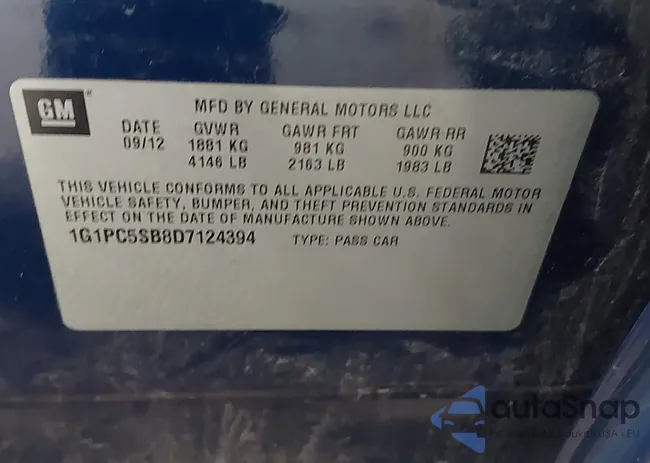 GM
MFD BY GENERAL MOTORS LLC
DATE GVWR GAWR FRT GAWR RR
09/12 1881 KG 981 KG 900 KG
4146 LB 2163 LB 1983 LB
THIS VEHICLE CONFORMS TO ALL APPLICABLE U.S. FEDERAL MOTOR
VEHICLE SAFETY, BUMPER, AND THEFT PREVENTION STANDARDS IN
EFFECT ON THE DATE OF MANUFACTURE SHOWN ABOVE.
1G1PC5SB8D7124394 TYPE: PASS CAR
autoSnap
USA - EU